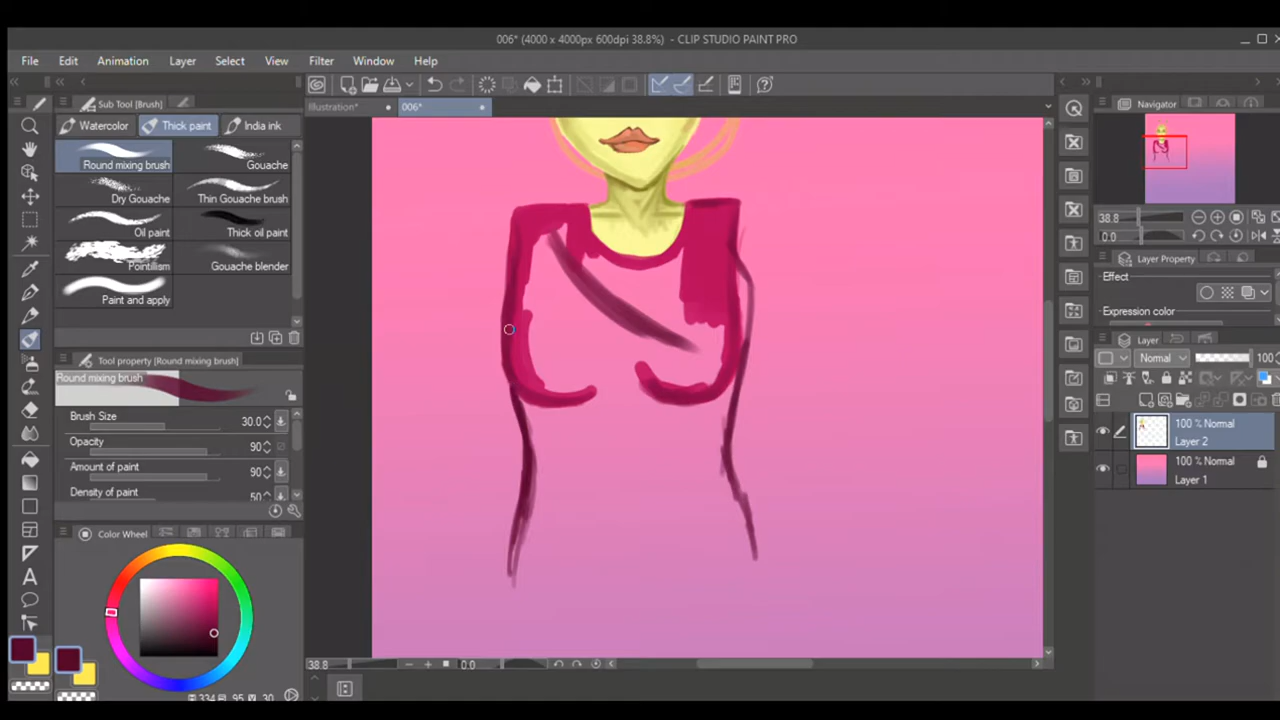 006* (4000 x 4000px 600dpi 38.8%) - CLIP STUDIO PAINT PRO
File Edit Animation Layer Select View Filter Window Help
Sub Tool [Brush]
Illustration* 006*
Navigator
Watercolor Thick paint India ink
Round mixing brush Gouache
Dry Gouache Thin Gouache brush
Oil paint Thick oil paint
Pointillism Gouache blender
Paint and apply
38.8
0.0
Layer Property
Effect
Expression color
Layer
Normal 100
100 % Normal
Layer 2
100 % Normal
Layer 1
Tool property [Round mixing brush]
Round mixing brush
Brush Size 30.0
Opacity 90
Amount of paint 90
Density of paint 50
Color Wheel
A
334 95 30
38.8 0.0